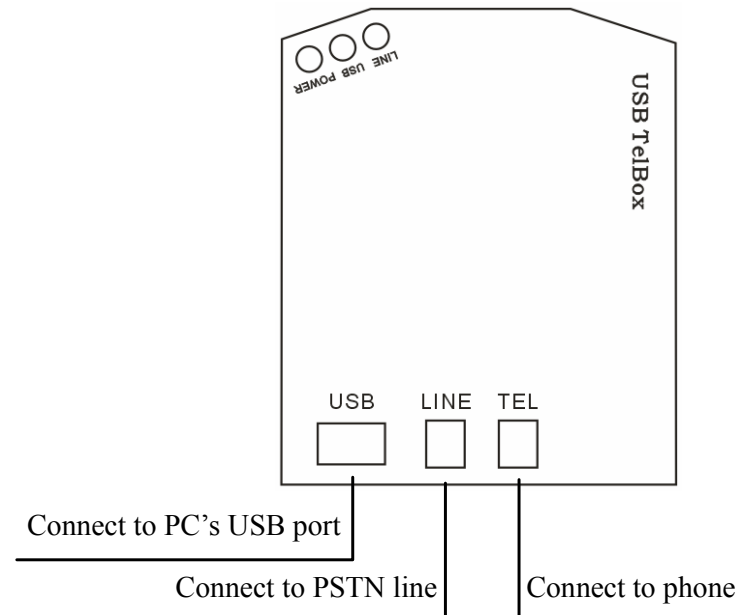 POWER USB LINE
USB TelBox
USB LINE TEL
Connect to PC's USB port
Connect to PSTN line
Connect to phone